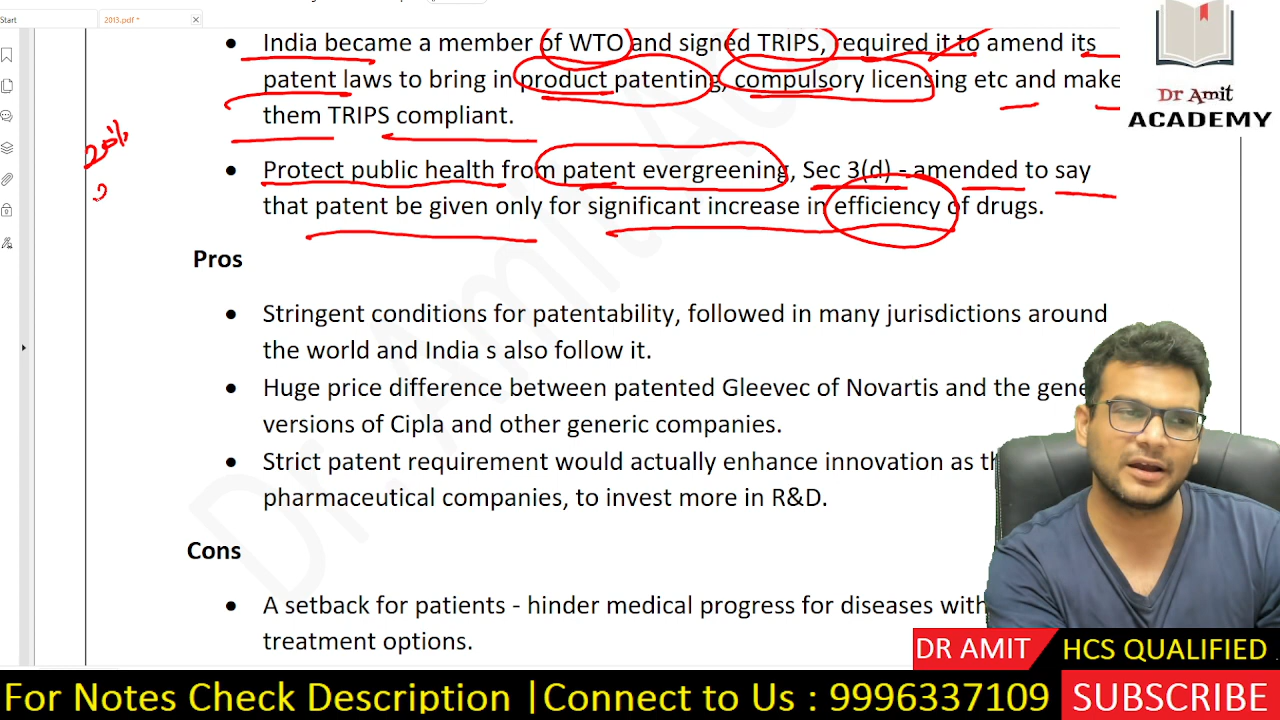 Start
2013.pdf *
India became a member of WTO and signed TRIPS, required it to amend its
patent laws to bring in product patenting, compulsory licensing etc and make
them TRIPS compliant.
Protect public health from patent evergreening, Sec 3(d) - amended to say
that patent be given only for significant increase in efficiency of drugs.
Pros
Stringent conditions for patentability, followed in many jurisdictions around
the world and India s also follow it.
Huge price difference between patented Gleevec of Novartis and the gene
versions of Cipla and other generic companies.
Strict patent requirement would actually enhance innovation as th
pharmaceutical companies, to invest more in R&D.
Cons
A setback for patients - hinder medical progress for diseases with
treatment options.
Dr Amit
ACADEMY
DR AMIT
HCS QUALIFIED
For Notes Check Description | Connect to Us : 9996337109
SUBSCRIBE